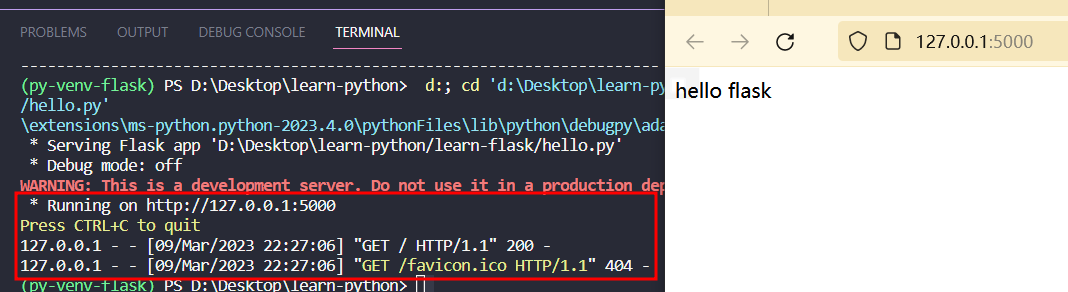 PROBLEMS OUTPUT DEBUG CONSOLE TERMINAL
--------------------------------------------------------------------
(py-venv-flask) PS D:\Desktop\learn-python>  d:; cd 'd:\Desktop\learn-py
/hello.py'
\extensions\ms-python.python-2023.4.0\pythonFiles\lib\python\debugpy\ada
 * Serving Flask app 'D:\Desktop\learn-python/learn-flask/hello.py'
 * Debug mode: off
WARNING: This is a development server. Do not use it in a production dep
 * Running on http://127.0.0.1:5000
Press CTRL+C to quit
127.0.0.1 - - [09/Mar/2023 22:27:06] "GET / HTTP/1.1" 200 -
127.0.0.1 - - [09/Mar/2023 22:27:06] "GET /favicon.ico HTTP/1.1" 404 -
(py-venv-flask) PS D:\Desktop\learn-python>
127.0.0.1:5000
hello flask